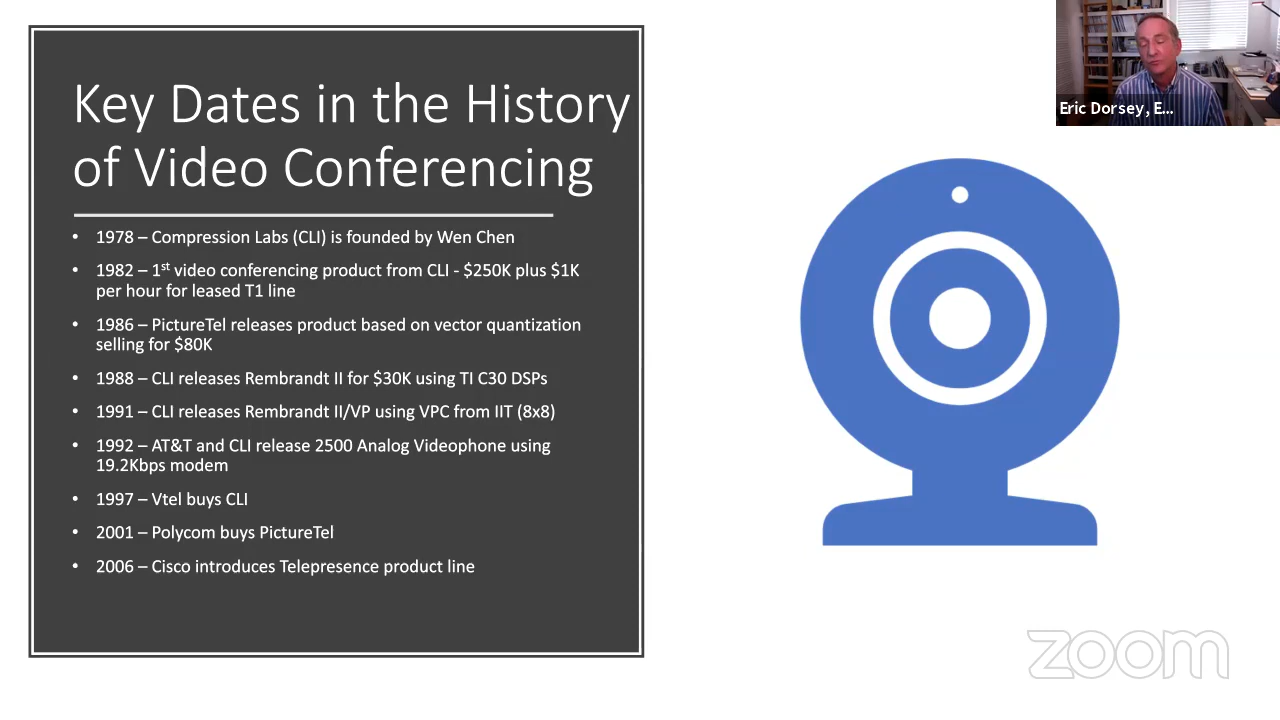 Key Dates in the History
of Video Conferencing
• 1978 – Compression Labs (CLI) is founded by Wen Chen
• 1982 – 1st video conferencing product from CLI - $250K plus $1K
per hour for leased T1 line
• 1986 – PictureTel releases product based on vector quantization
selling for $80K
• 1988 – CLI releases Rembrandt II for $30K using TI C30 DSPs
• 1991 – CLI releases Rembrandt II/VP using VPC from IIT (8x8)
• 1992 – AT&T and CLI release 2500 Analog Videophone using
19.2Kbps modem
• 1997 – Vtel buys CLI
• 2001 – Polycom buys PictureTel
• 2006 – Cisco introduces Telepresence product line
Eric Dorsey, E...
zoom